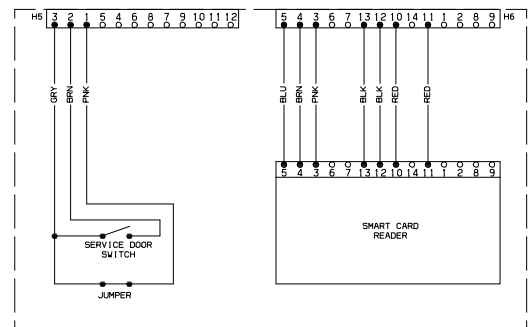 H5 3 2 1 5 4 6 7 8 9 10 11 12
5 4 3 6 7 13 12 10 14 11 1 2 8 9 H6
GRY
BRN
PNK
BLU
BRN
PNK
BLK
BLK
RED
RED
5 4 3 6 7 13 12 10 14 11 1 2 8 9
SMART CARD
READER
SERVICE DOOR
SWITCH
JUMPER